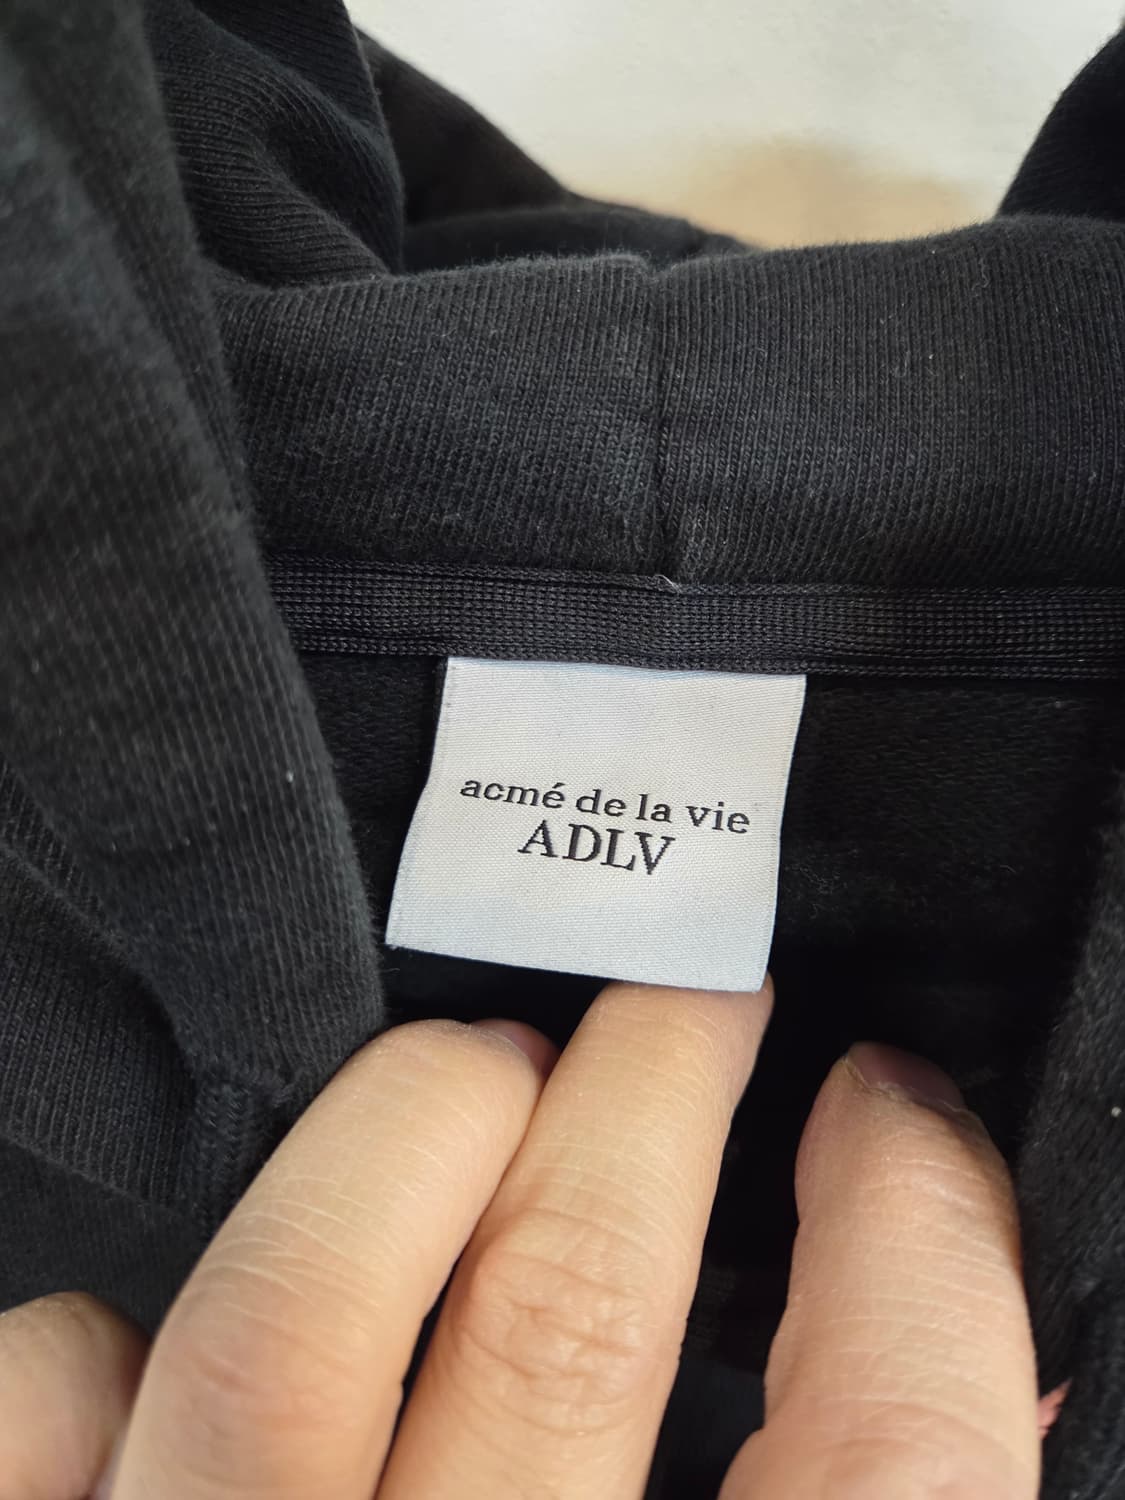 acmé de la vie
ADLV